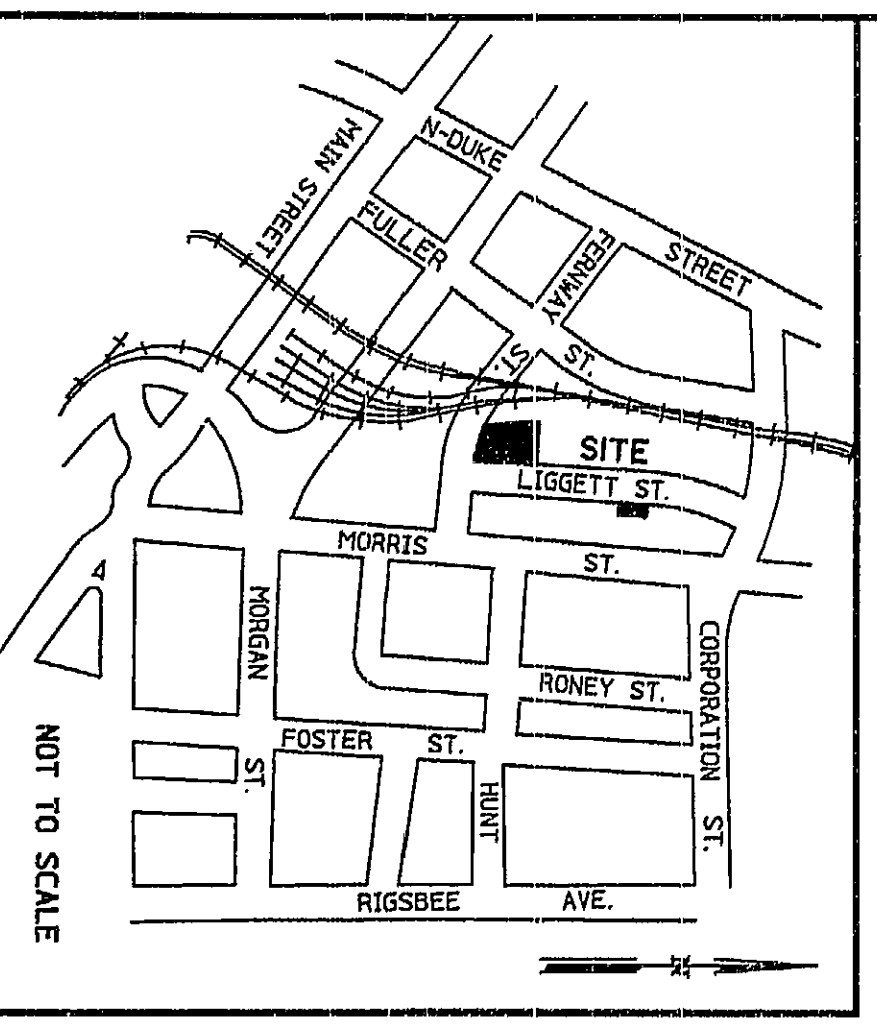 N-DUKE
STREET
MAIN STREET
FULLER
ST.
FERNWAY
ST.
SITE
LIGGETT ST.
MORRIS
ST.
MORGAN
ST.
RONEY ST.
CORPORATION
ST.
FOSTER
ST.
HUNT
RIGSBEE
AVE.
NOT TO SCALE